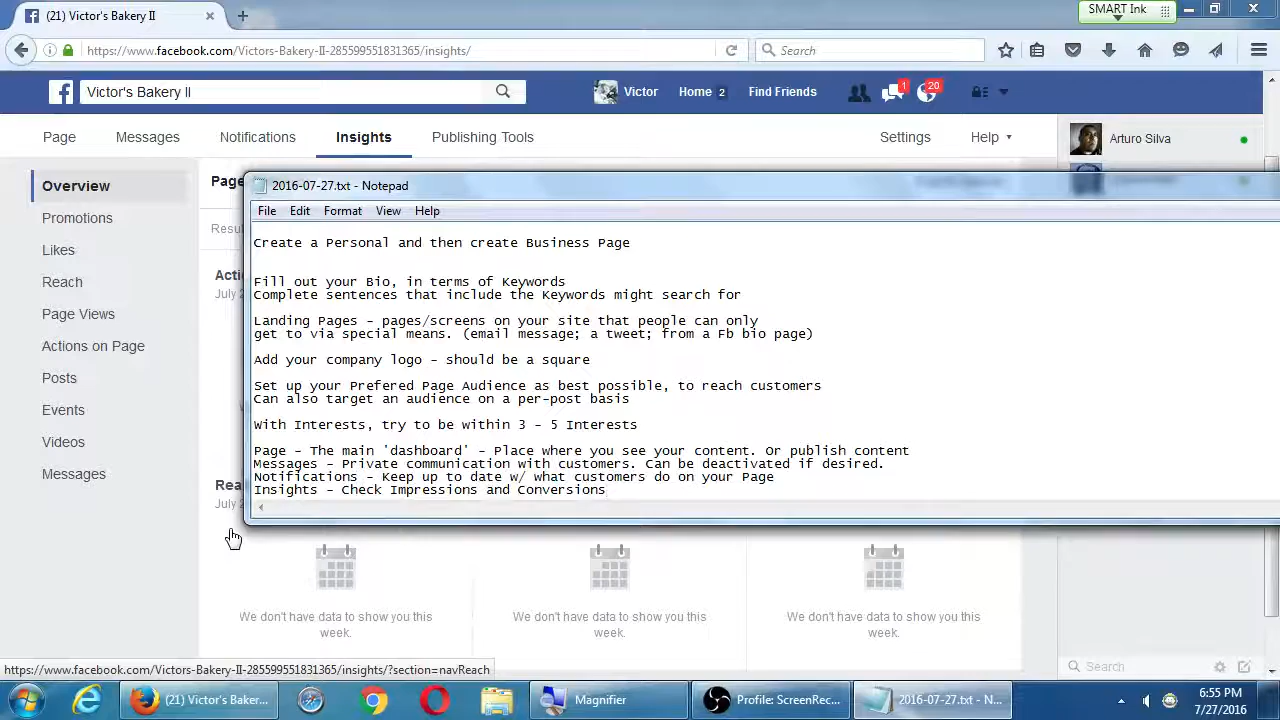 (21) Victor's Bakery II
SMART Ink
https://www.facebook.com/Victors-Bakery-II-285599551831365/insights/
Search
Victor's Bakery II
Victor
Home 2
Find Friends
1
20
Page
Messages
Notifications
Insights
Publishing Tools
Settings
Help
Arturo Silva
Overview
Promotions
Likes
Reach
Page Views
Actions on Page
Posts
Events
Videos
Messages
Page
Resu
Actio
July 2
Rea
July 2
2016-07-27.txt - Notepad
File Edit Format View Help
Create a Personal and then create Business Page
Fill out your Bio, in terms of Keywords
Complete sentences that include the Keywords might search for
Landing Pages - pages/screens on your site that people can only
get to via special means. (email message; a tweet; from a Fb bio page)
Add your company logo - should be a square
Set up your Prefered Page Audience as best possible, to reach customers
Can also target an audience on a per-post basis
With Interests, try to be within 3 - 5 Interests
Page - The main 'dashboard' - Place where you see your content. Or publish content
Messages - Private communication with customers. Can be deactivated if desired.
Notifications - Keep up to date w/ what customers do on your Page
Insights - Check Impressions and Conversions
We don't have data to show you this
week.
We don't have data to show you this
week.
We don't have data to show you this
week.
Search
https://www.facebook.com/Victors-Bakery-II-285599551831365/insights/?section=navReach
(21) Victor's Baker...
Magnifier
Profile: ScreenRec...
2016-07-27.txt - N...
6:55 PM
7/27/2016